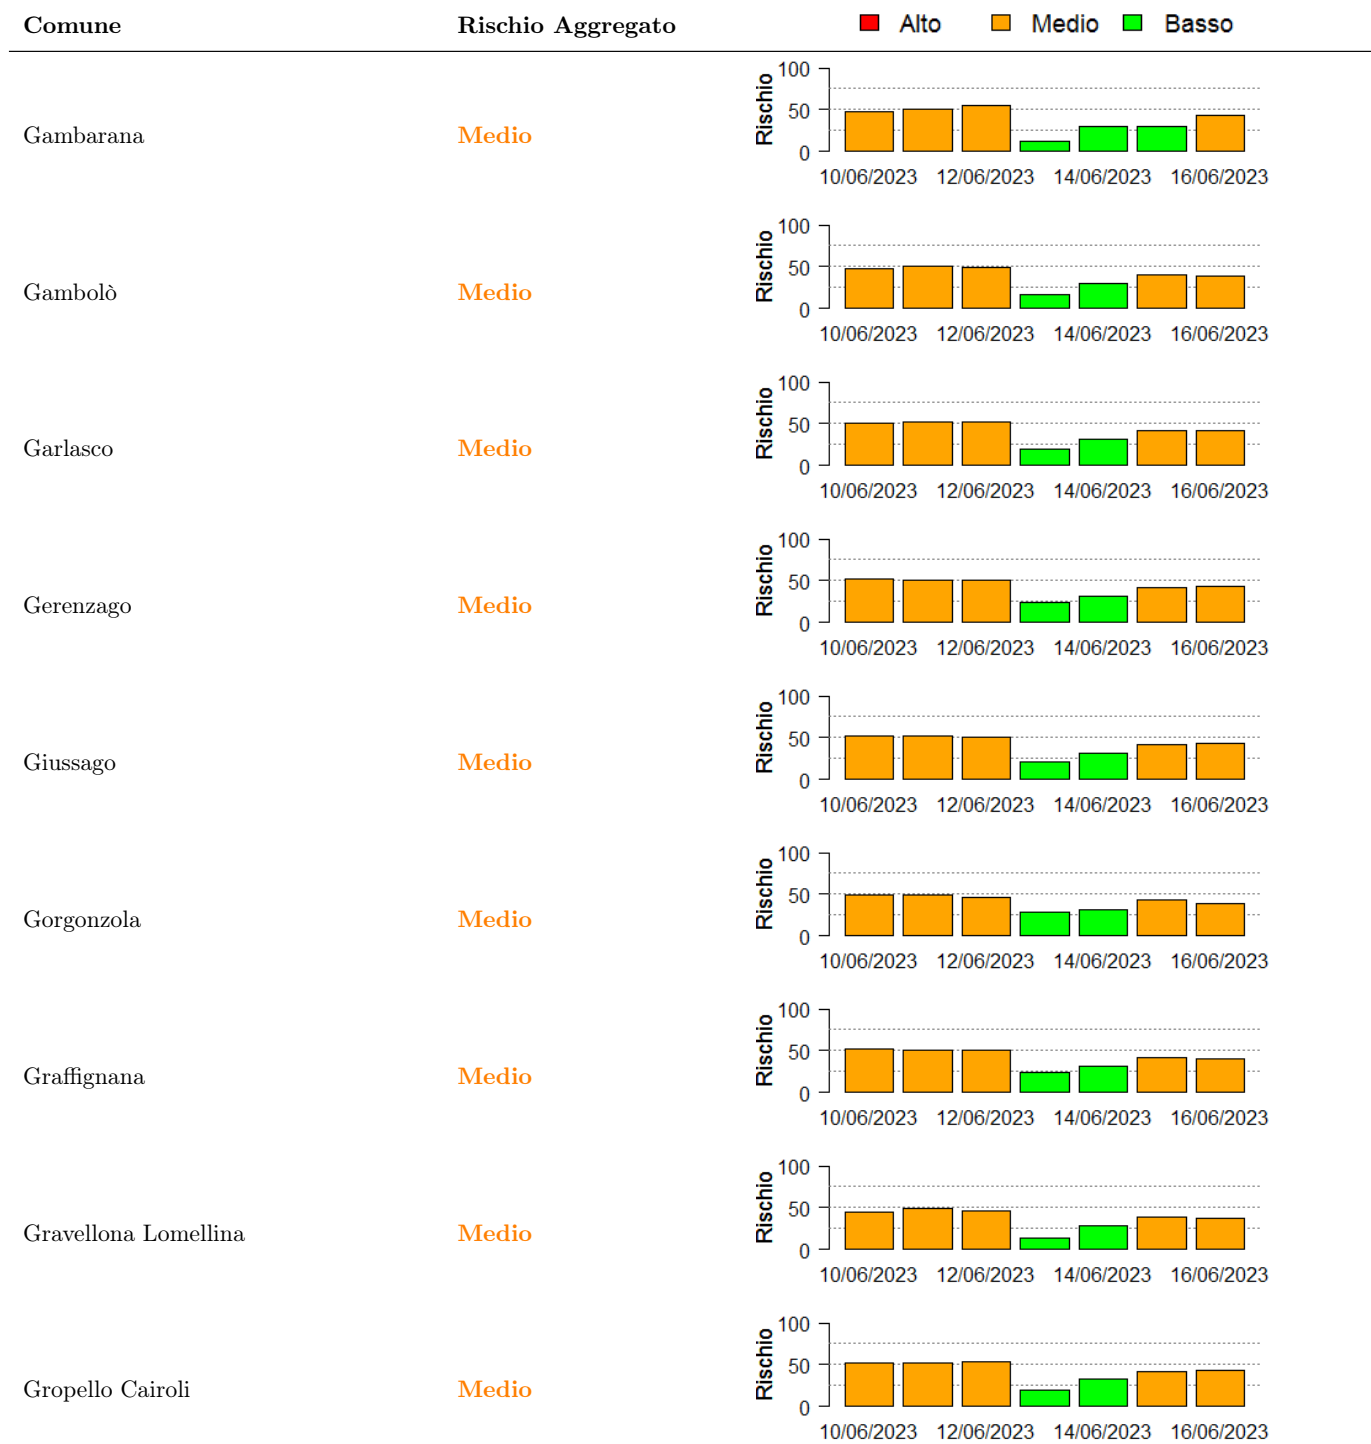 Comune Rischio Aggregato Alto Medio Basso
Gambarana Medio Rischio 100 50 0
10/06/2023 12/06/2023 14/06/2023 16/06/2023
Gambolò Medio Rischio 100 50 0
10/06/2023 12/06/2023 14/06/2023 16/06/2023
Garlasco Medio Rischio 100 50 0
10/06/2023 12/06/2023 14/06/2023 16/06/2023
Gerenzago Medio Rischio 100 50 0
10/06/2023 12/06/2023 14/06/2023 16/06/2023
Giussago Medio Rischio 100 50 0
10/06/2023 12/06/2023 14/06/2023 16/06/2023
Gorgonzola Medio Rischio 100 50 0
10/06/2023 12/06/2023 14/06/2023 16/06/2023
Graffignana Medio Rischio 100 50 0
10/06/2023 12/06/2023 14/06/2023 16/06/2023
Gravellona Lomellina Medio Rischio 100 50 0
10/06/2023 12/06/2023 14/06/2023 16/06/2023
Gropello Cairoli Medio Rischio 100 50 0
10/06/2023 12/06/2023 14/06/2023 16/06/2023